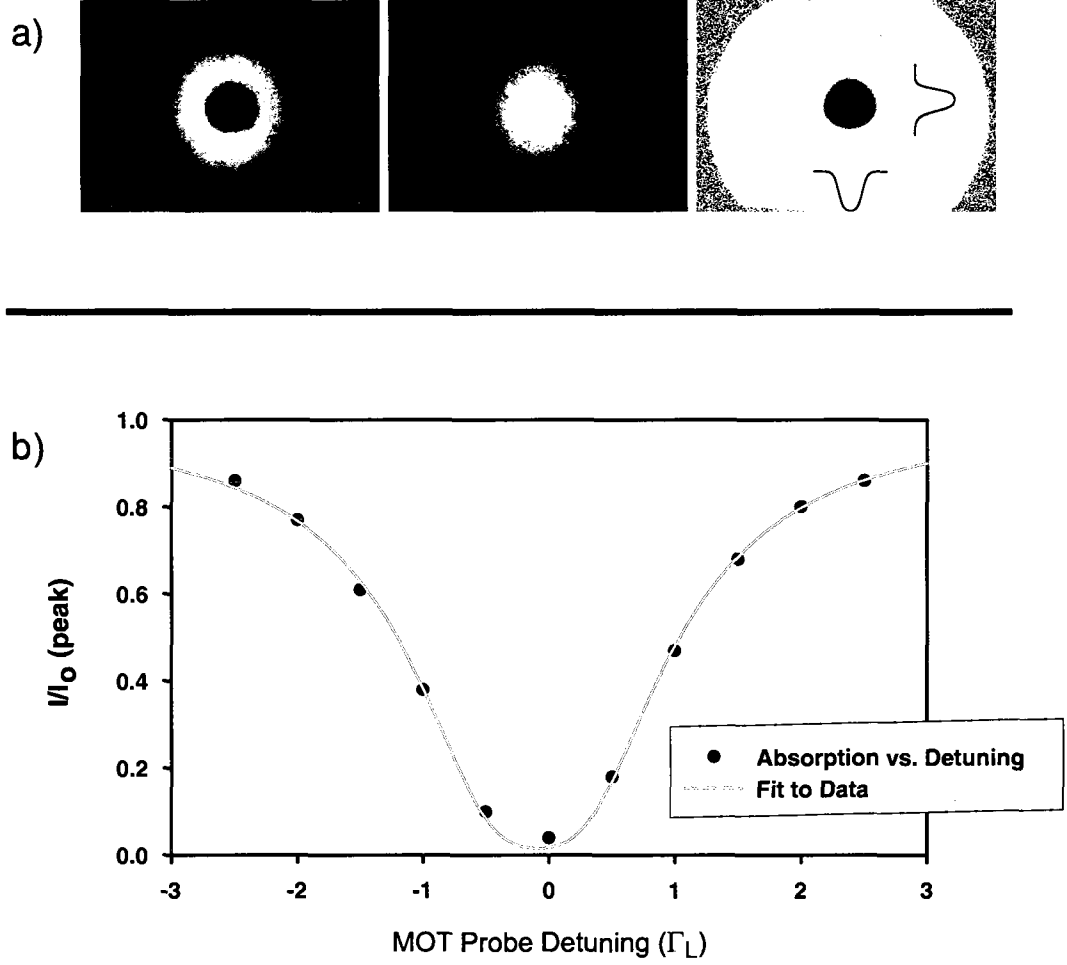 a)
b)
1.0
0.8
0.6
0.4
0.2
0.0
I/Io (peak)
-3
-2
-1
0
1
2
3
MOT Probe Detuning (ΓL)
Absorption vs. Detuning
Fit to Data